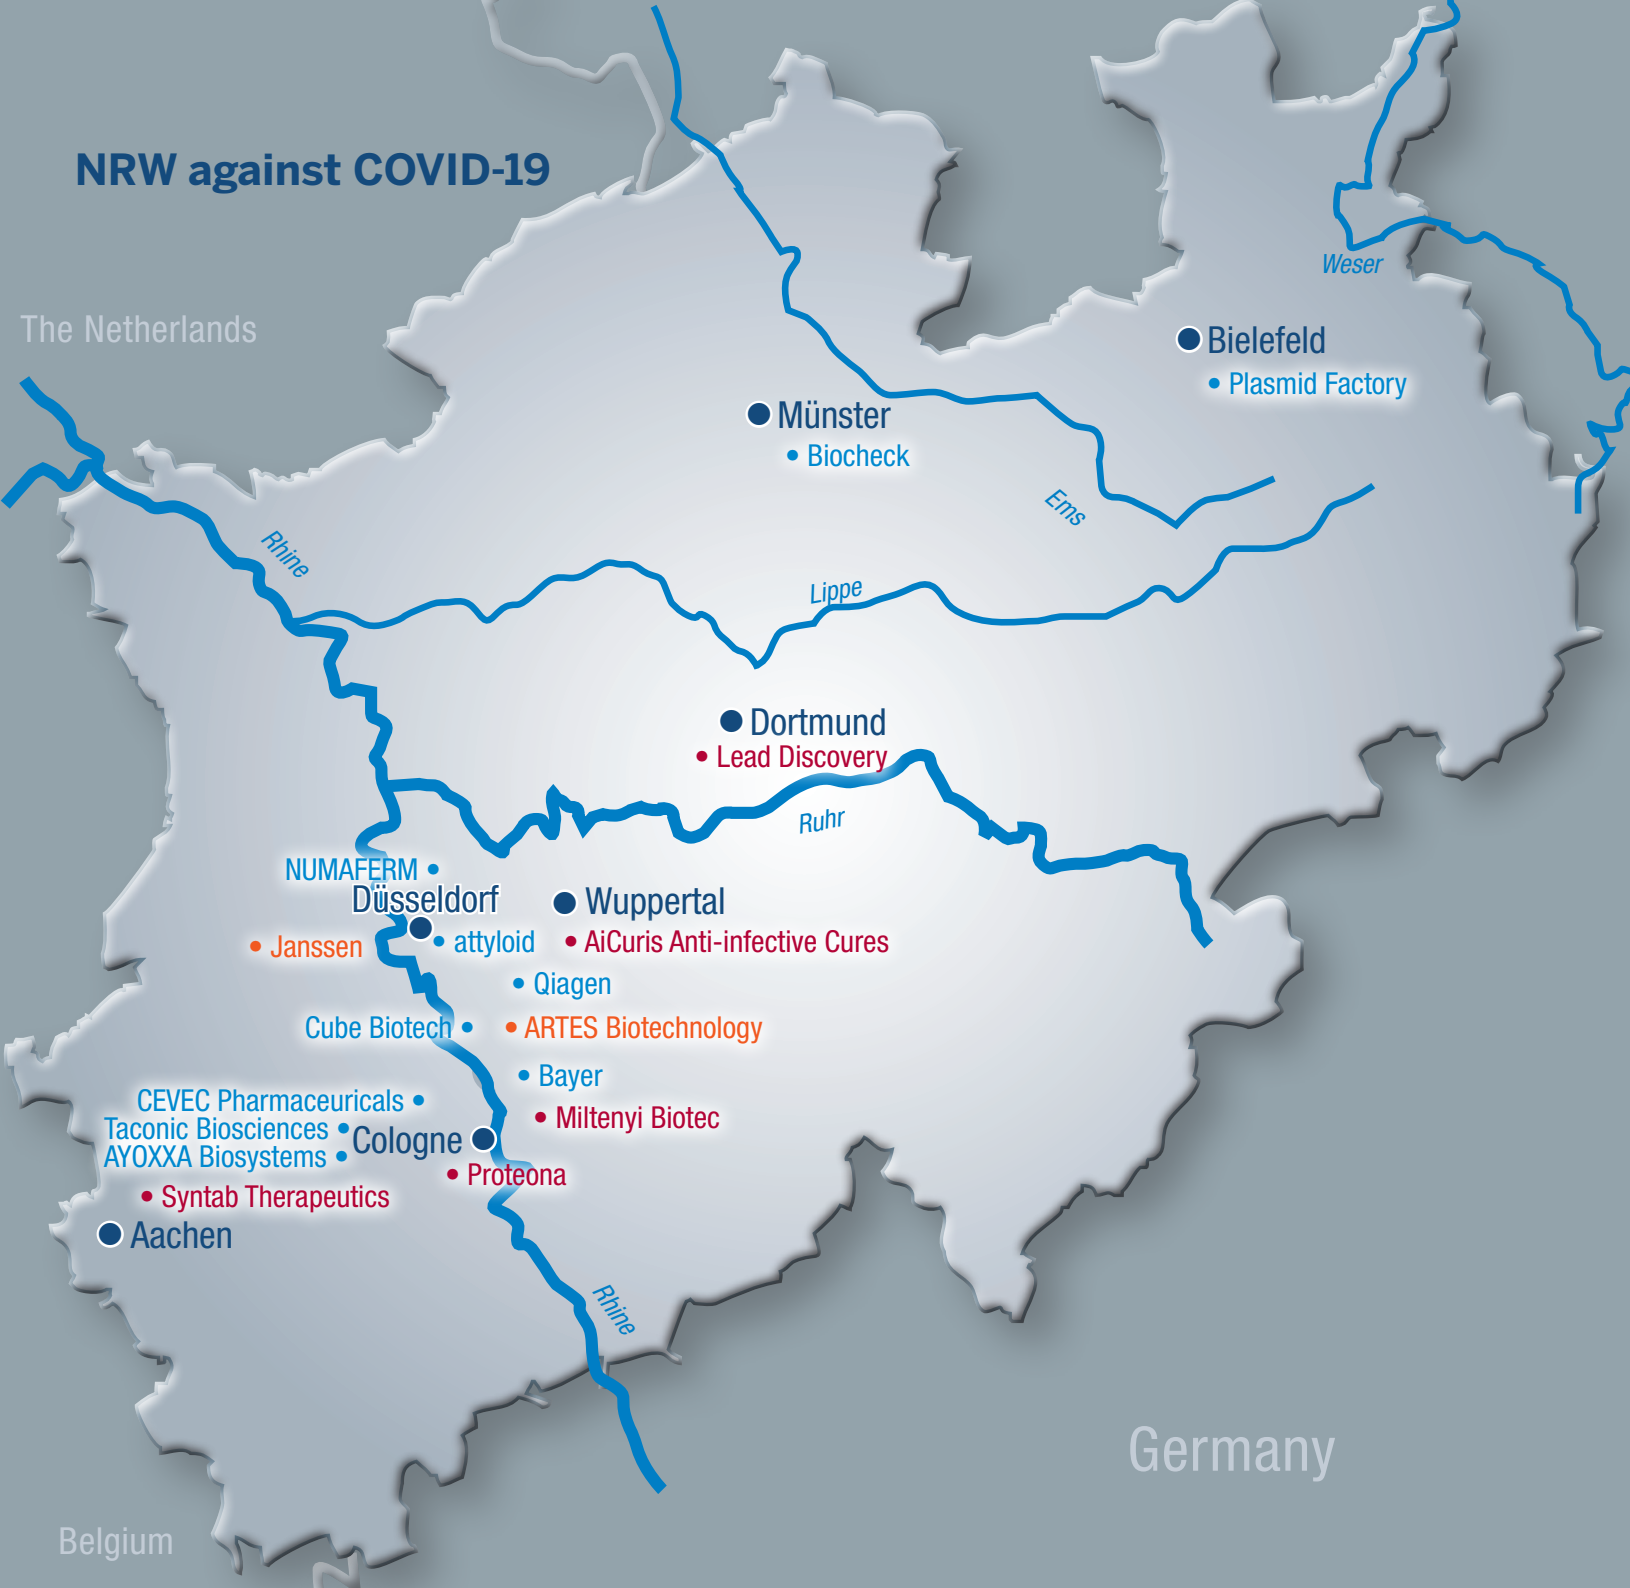 NRW against COVID-19
Weser
The Netherlands
Bielefeld
• Plasmid Factory
Münster
• Biocheck
Ems
Rhine
Lippe
Dortmund
• Lead Discovery
Ruhr
NUMAFERM •
Düsseldorf
Wuppertal
• Janssen
• attyloid
• AiCuris Anti-infective Cures
• Qiagen
Cube Biotech •
• ARTES Biotechnology
• Bayer
CEVEC Pharmaceuricals •
• Miltenyi Biotec
Taconic Biosciences •
Cologne
AYOXXA Biosystems •
• Proteona
• Syntab Therapeutics
Aachen
Rhine
Germany
Belgium